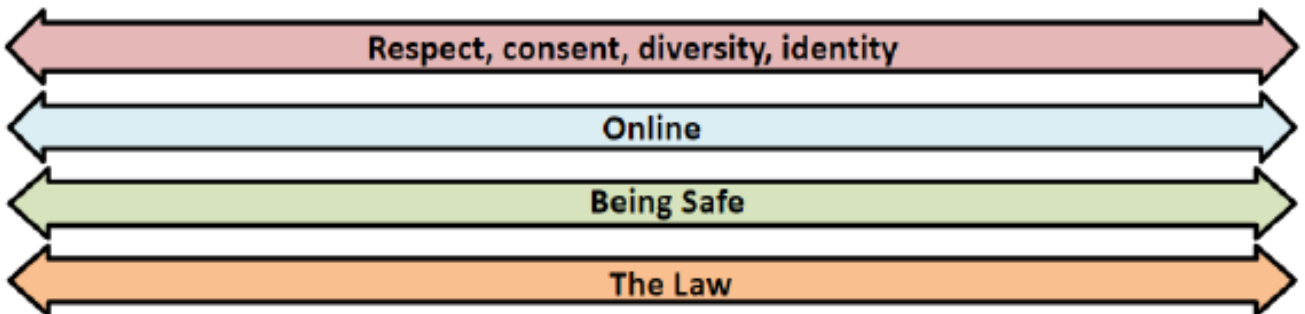 Respect, consent, diversity, identity
Online
Being Safe
The Law